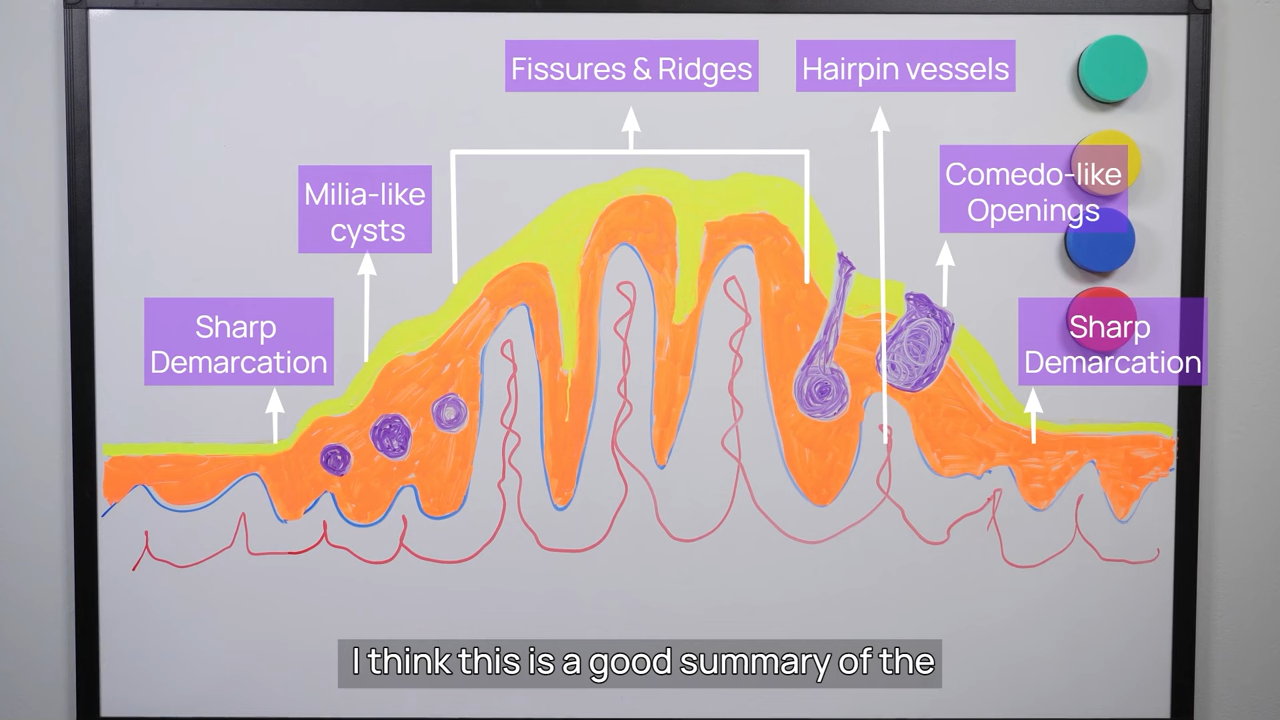 Fissures & Ridges
Hairpin vessels
Milia-like
cysts
Comedo-like
Openings
Sharp
Demarcation
Sharp
Demarcation
I think this is a good summary of the